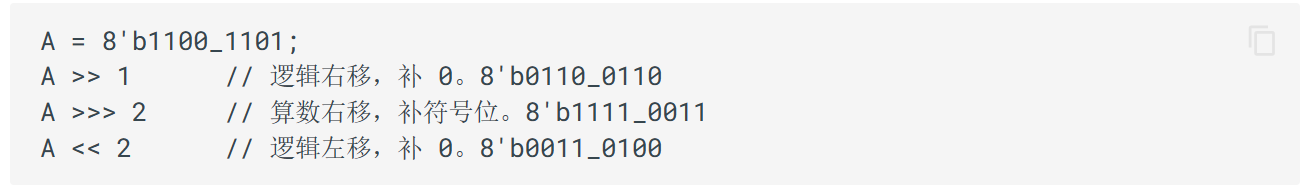 A = 8'b1100_1101;
A >> 1      // 逻辑右移，补 0。8'b0110_0110
A >>> 2     // 算数右移，补符号位。8'b1111_0011
A << 2      // 逻辑左移，补 0。8'b0011_0100